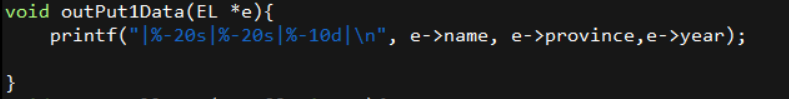 void outPut1Data(EL *e){
    printf("|%-20s|%-20s|%-10d|\n", e->name, e->province,e->year);
}